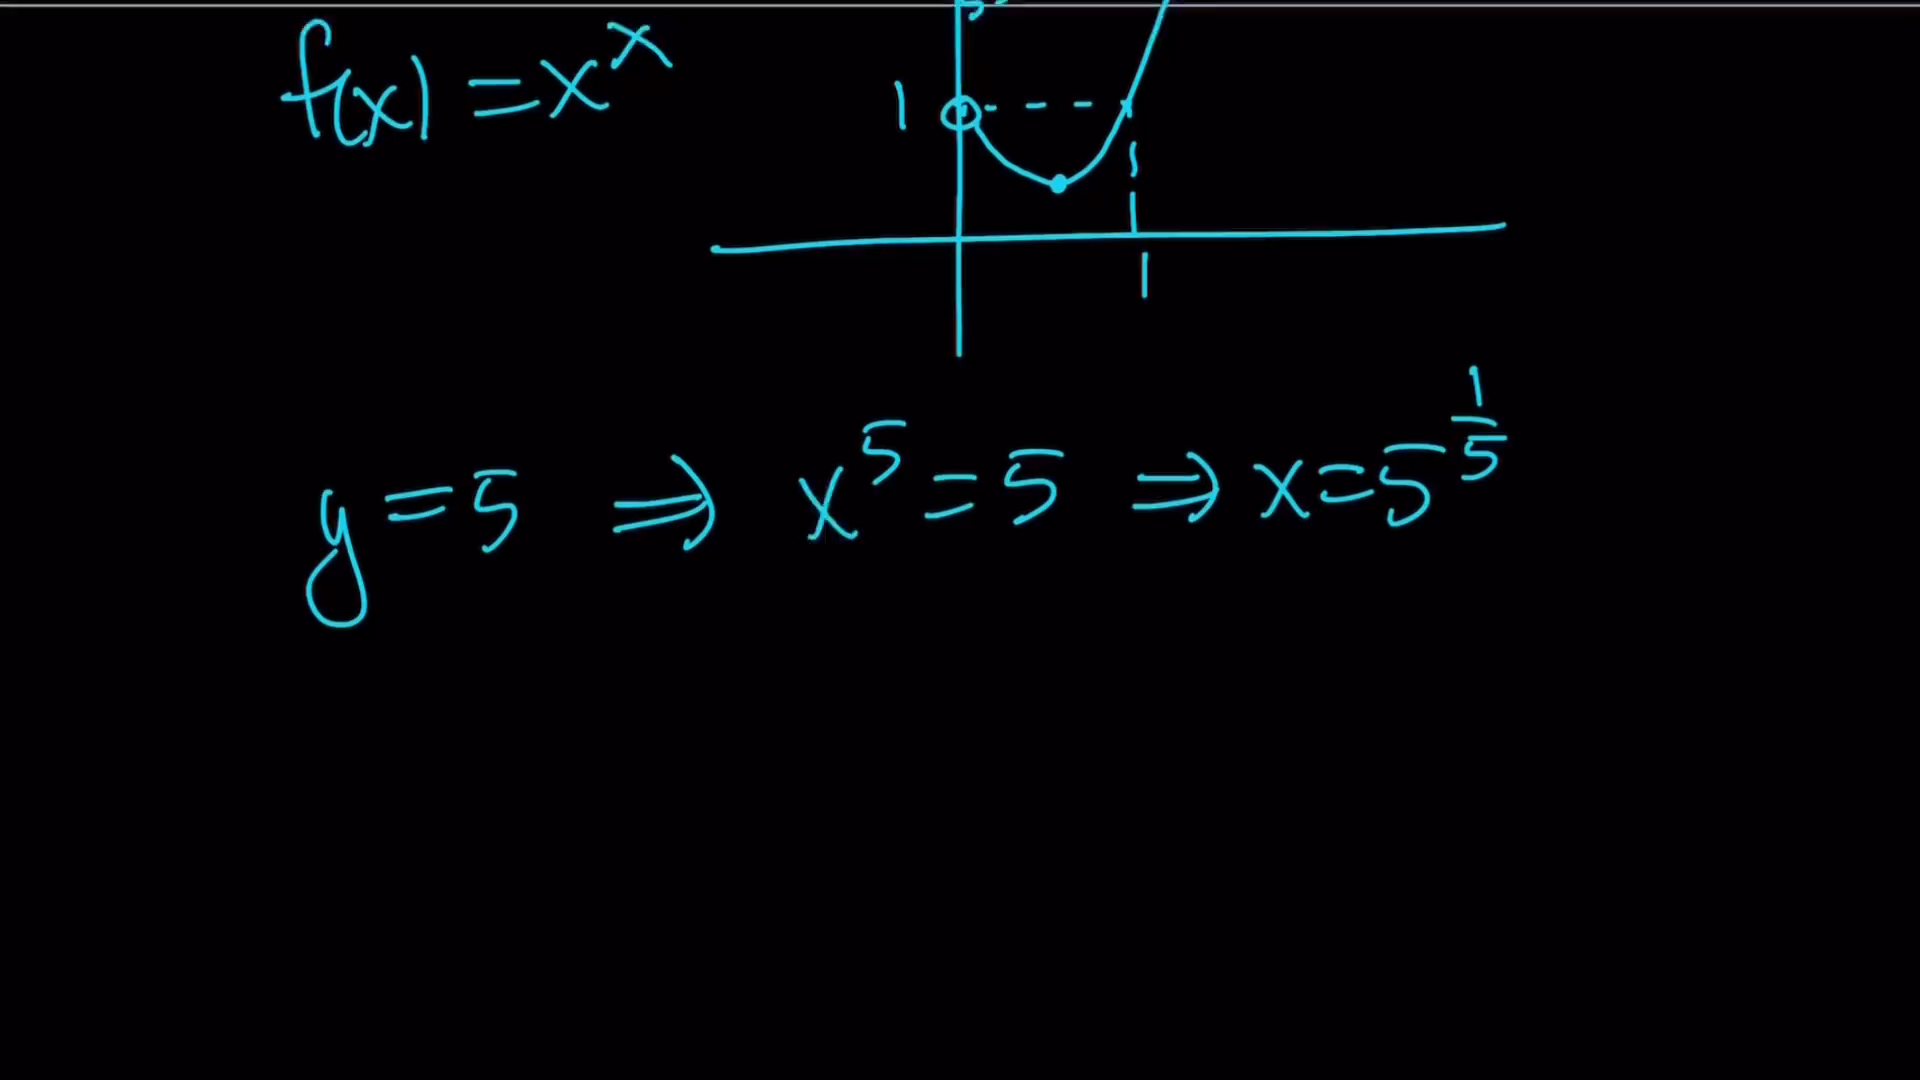 f(x) = x^x
1
1
y = 5 ⇒ x^5 = 5 ⇒ x = 5^(1/5)